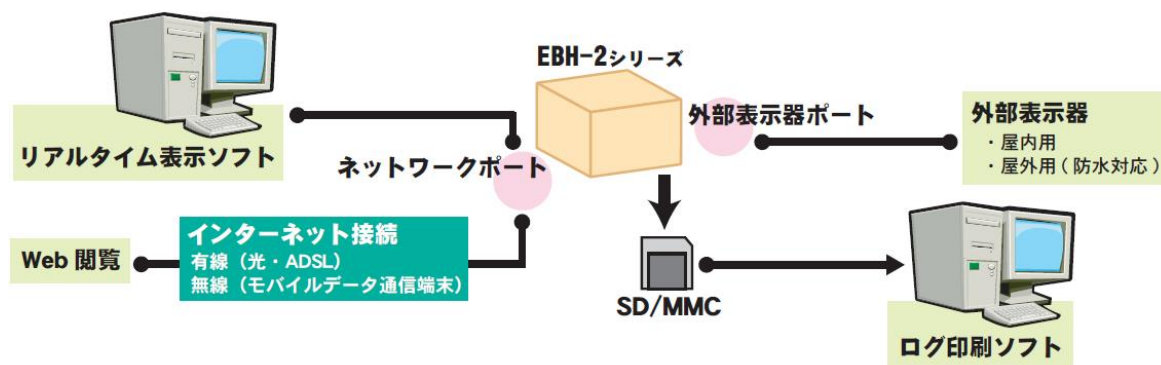 EBH-2シリーズ
外部表示器ポート
外部表示器
・屋内用
・屋外用(防水対応)
リアルタイム表示ソフト
ネットワークポート
インターネット接続
有線(光・ADSL)
無線(モバイルデータ通信端末)
Web 閲覧
SD/MMC
ログ印刷ソフト